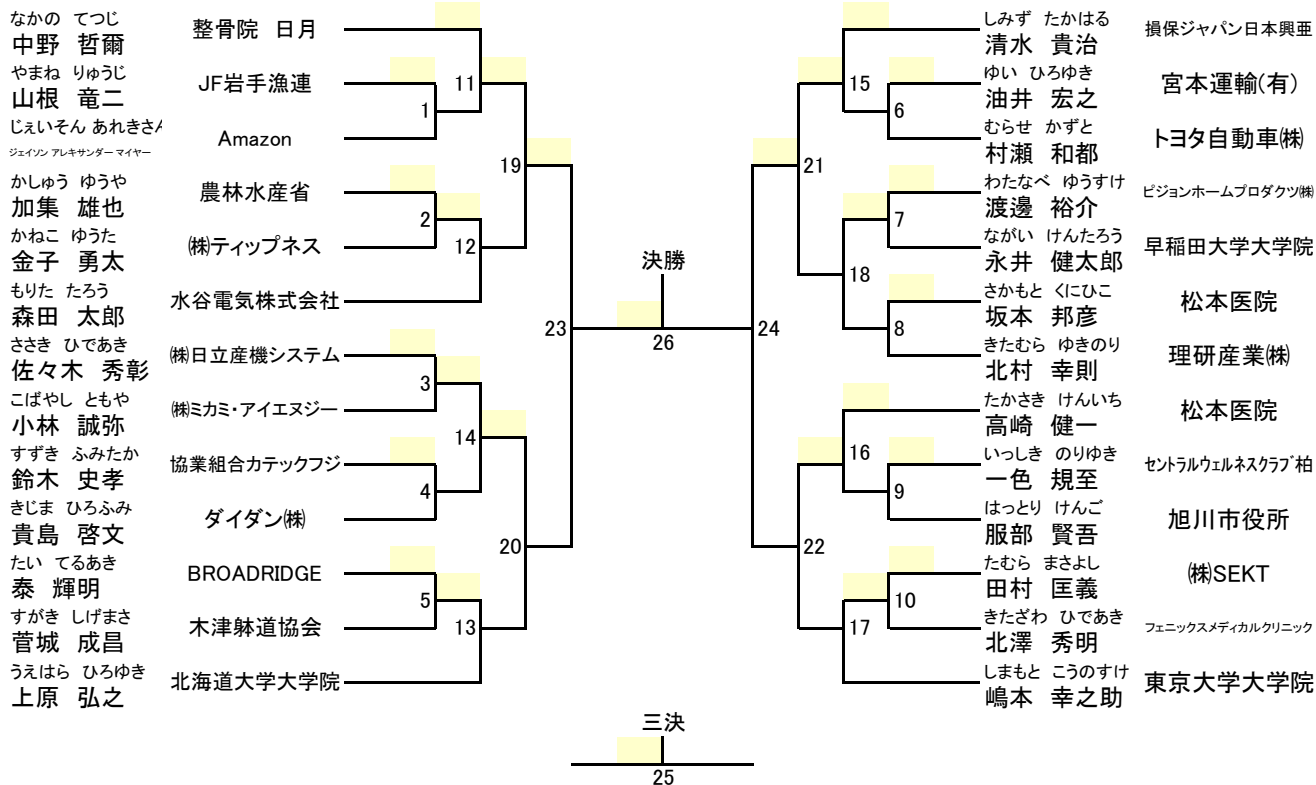 なかの てつじ
中野 哲爾 整骨院 日月
やまね りゅうじ
山根 竜二 JF岩手漁連
じぇいそん あれきさん
ジェイソン アレキサンダー マイヤー Amazon
かしゅう ゆうや
加集 雄也 農林水産省
かねこ ゆうた
金子 勇太 ㈱ティップネス
もりた たろう
森田 太郎 水谷電気株式会社
ささき ひであき
佐々木 秀彰 ㈱日立産機システム
こばやし ともや
小林 誠弥 ㈱ミカミ・アイエヌジー
すずき ふみたか
鈴木 史孝 協業組合カテックフジ
きじま ひろふみ
貴島 啓文 ダイダン㈱
たい てるあき
泰 輝明 BROADRIDGE
すがき しげまさ
菅城 成昌 木津躰道協会
うえはら ひろゆき
上原 弘之 北海道大学大学院
1
2
3
4
5
11
12
14
13
19
20
23
決勝
26
三決
25
24
21
22
15
18
16
17
6
7
8
9
10
しみず たかはる
清水 貴治 損保ジャパン日本興亜
ゆい ひろゆき
油井 宏之 宮本運輸(有)
むらせ かずと
村瀬 和都 トヨタ自動車㈱
わたなべ ゆうすけ
渡邊 裕介 ピジョンホームプロダクツ㈱
ながい けんたろう
永井 健太郎 早稲田大学大学院
さかもと くにひこ
坂本 邦彦 松本医院
きたむら ゆきのり
北村 幸則 理研産業㈱
たかさき けんいち
高崎 健一 松本医院
いっしき のりゆき
一色 規至 セントラルウェルネスクラブ柏
はっとり けんご
服部 賢吾 旭川市役所
たむら まさよし
田村 匡義 ㈱SEKT
きたざわ ひであき
北澤 秀明 フェニックスメディカルクリニック
しまもと こうのすけ
嶋本 幸之助 東京大学大学院